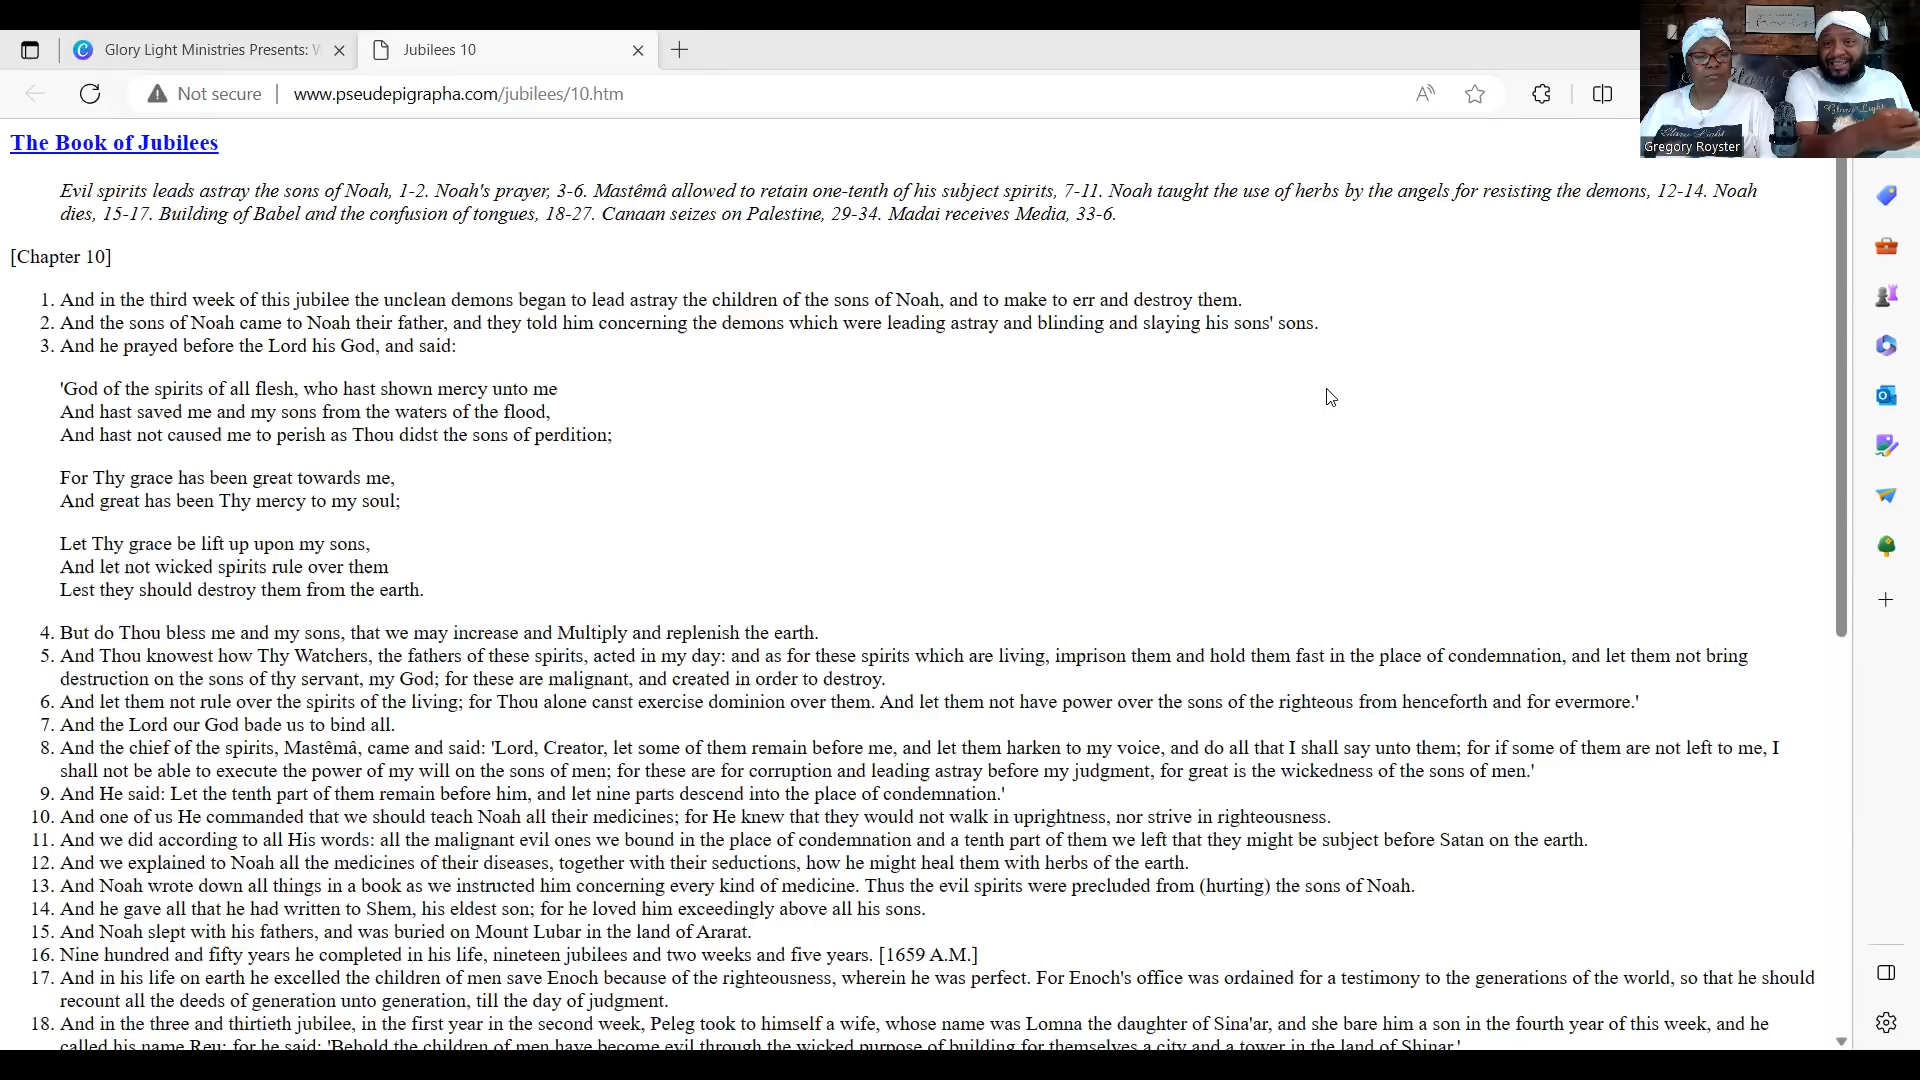 Glory Light Ministries Presents: W
Jubilees 10
Not secure
www.pseudepigrapha.com/jubilees/10.htm
Glory Light
Glory Light
Gregory Royster
The Book of Jubilees
Evil spirits leads astray the sons of Noah, 1-2. Noah's prayer, 3-6. Mastêmâ allowed to retain one-tenth of his subject spirits, 7-11. Noah taught the use of herbs by the angels for resisting the demons, 12-14. Noah
dies, 15-17. Building of Babel and the confusion of tongues, 18-27. Canaan seizes on Palestine, 29-34. Madai receives Media, 33-6.
[Chapter 10]
1. And in the third week of this jubilee the unclean demons began to lead astray the children of the sons of Noah, and to make to err and destroy them.
2. And the sons of Noah came to Noah their father, and they told him concerning the demons which were leading astray and blinding and slaying his sons' sons.
3. And he prayed before the Lord his God, and said:
'God of the spirits of all flesh, who hast shown mercy unto me
And hast saved me and my sons from the waters of the flood,
And hast not caused me to perish as Thou didst the sons of perdition;
For Thy grace has been great towards me,
And great has been Thy mercy to my soul;
Let Thy grace be lift up upon my sons,
And let not wicked spirits rule over them
Lest they should destroy them from the earth.
4. But do Thou bless me and my sons, that we may increase and Multiply and replenish the earth.
5. And Thou knowest how Thy Watchers, the fathers of these spirits, acted in my day: and as for these spirits which are living, imprison them and hold them fast in the place of condemnation, and let them not bring
destruction on the sons of thy servant, my God; for these are malignant, and created in order to destroy.
6. And let them not rule over the spirits of the living; for Thou alone canst exercise dominion over them. And let them not have power over the sons of the righteous from henceforth and for evermore.'
7. And the Lord our God bade us to bind all.
8. And the chief of the spirits, Mastêmâ, came and said: 'Lord, Creator, let some of them remain before me, and let them harken to my voice, and do all that I shall say unto them; for if some of them are not left to me, I
shall not be able to execute the power of my will on the sons of men; for these are for corruption and leading astray before my judgment, for great is the wickedness of the sons of men.'
9. And He said: Let the tenth part of them remain before him, and let nine parts descend into the place of condemnation.'
10. And one of us He commanded that we should teach Noah all their medicines; for He knew that they would not walk in uprightness, nor strive in righteousness.
11. And we did according to all His words: all the malignant evil ones we bound in the place of condemnation and a tenth part of them we left that they might be subject before Satan on the earth.
12. And we explained to Noah all the medicines of their diseases, together with their seductions, how he might heal them with herbs of the earth.
13. And Noah wrote down all things in a book as we instructed him concerning every kind of medicine. Thus the evil spirits were precluded from (hurting) the sons of Noah.
14. And he gave all that he had written to Shem, his eldest son; for he loved him exceedingly above all his sons.
15. And Noah slept with his fathers, and was buried on Mount Lubar in the land of Ararat.
16. Nine hundred and fifty years he completed in his life, nineteen jubilees and two weeks and five years. [1659 A.M.]
17. And in his life on earth he excelled the children of men save Enoch because of the righteousness, wherein he was perfect. For Enoch's office was ordained for a testimony to the generations of the world, so that he should
recount all the deeds of generation unto generation, till the day of judgment.
18. And in the three and thirtieth jubilee, in the first year in the second week, Peleg took to himself a wife, whose name was Lomna the daughter of Sina'ar, and she bare him a son in the fourth year of this week, and he
called his name Reu; for he said: 'Behold the children of men have become evil through the wicked purpose of building for themselves a city and a tower in the land of Shinar.'